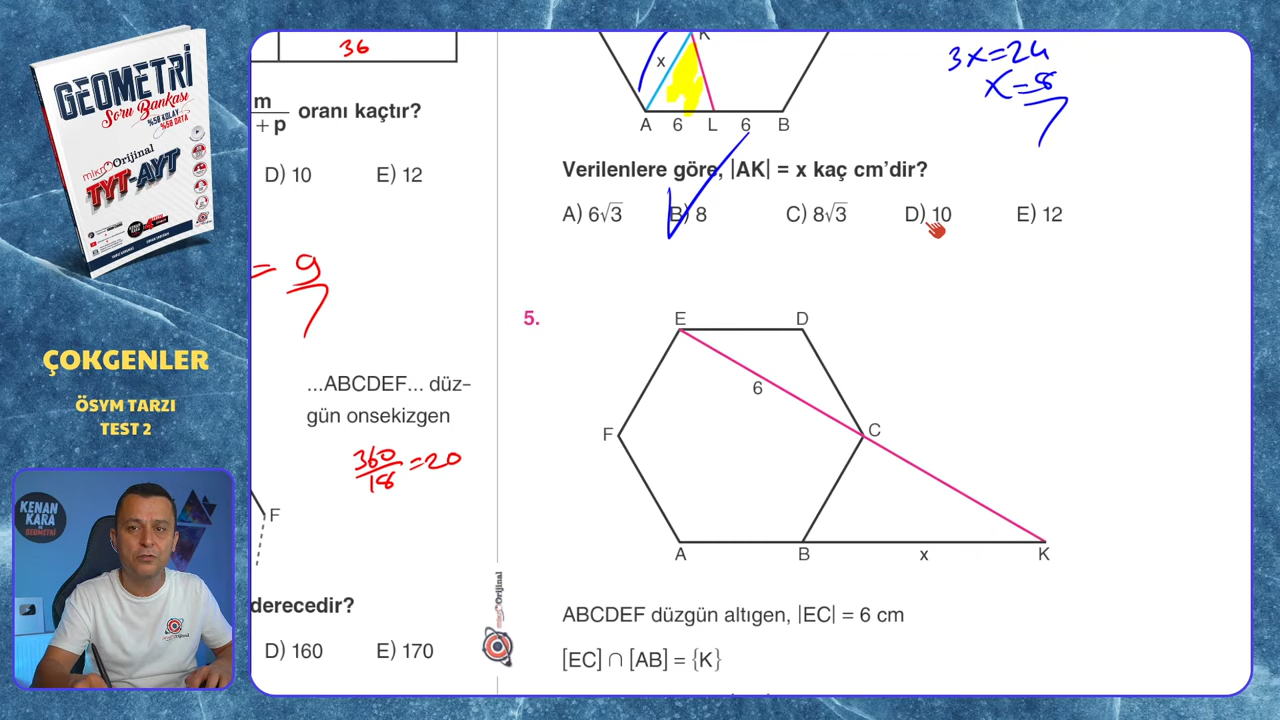 GEOMETRİ
Soru Bankası
%50 KOLAY
%50 ORTA
mikro Orijinal
TYT-AYT
ÇOKGENLER
ÖSYM TARZI
TEST 2
KENAN
KARA
GEOMETRİ
36
m
+ p
oranı kaçtır?
D) 10 E) 12
= 9
...ABCDEF... düz-
gün onsekizgen
360
18
=20
F
derecedir?
D) 160 E) 170
Orijinal
K
x
A 6 L 6 B
3x=24
x=8
Verilenlere göre, |AK| = x kaç cm'dir?
A) 6√3 B) 8 C) 8√3 D) 10 E) 12
5.
E D
6
F C
A B x K
ABCDEF düzgün altıgen, |EC| = 6 cm
[EC] ∩ [AB] = {K}